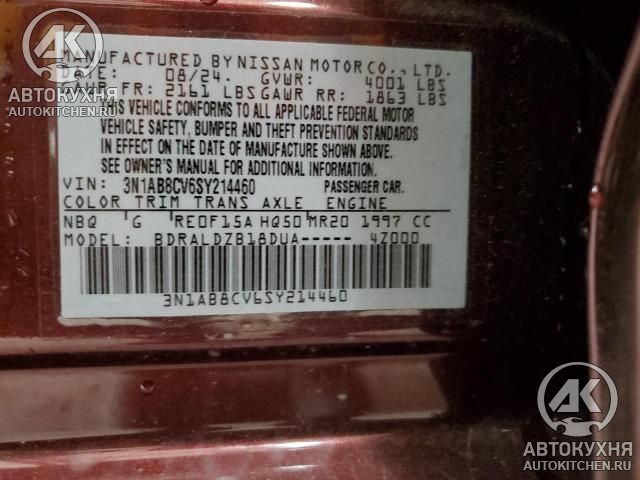 MANUFACTURED BY NISSAN MOTOR CO., LTD.
DATE: 08/24. GVWR: 4001 LBS
GAWR FR: 2161 LBS GAWR RR: 1863 LBS
THIS VEHICLE CONFORMS TO ALL APPLICABLE FEDERAL MOTOR
VEHICLE SAFETY, BUMPER AND THEFT PREVENTION STANDARDS
IN EFFECT ON THE DATE OF MANUFACTURE SHOWN ABOVE.
SEE OWNER'S MANUAL FOR ADDITIONAL INFORMATION.
VIN: 3N1AB8CV6SY214460 PASSENGER CAR.
COLOR TRIM TRANS AXLE ENGINE
NBQ G RE0F15A HQ50 MR20 1997 CC
MODEL: BDRALDZB18DUA----- 4Z000
3N1AB8CV6SY214460
АК
АВТОКУХНЯ
AUTOKITCHEN.RU
АК
АВТОКУХНЯ
AUTOKITCHEN.RU